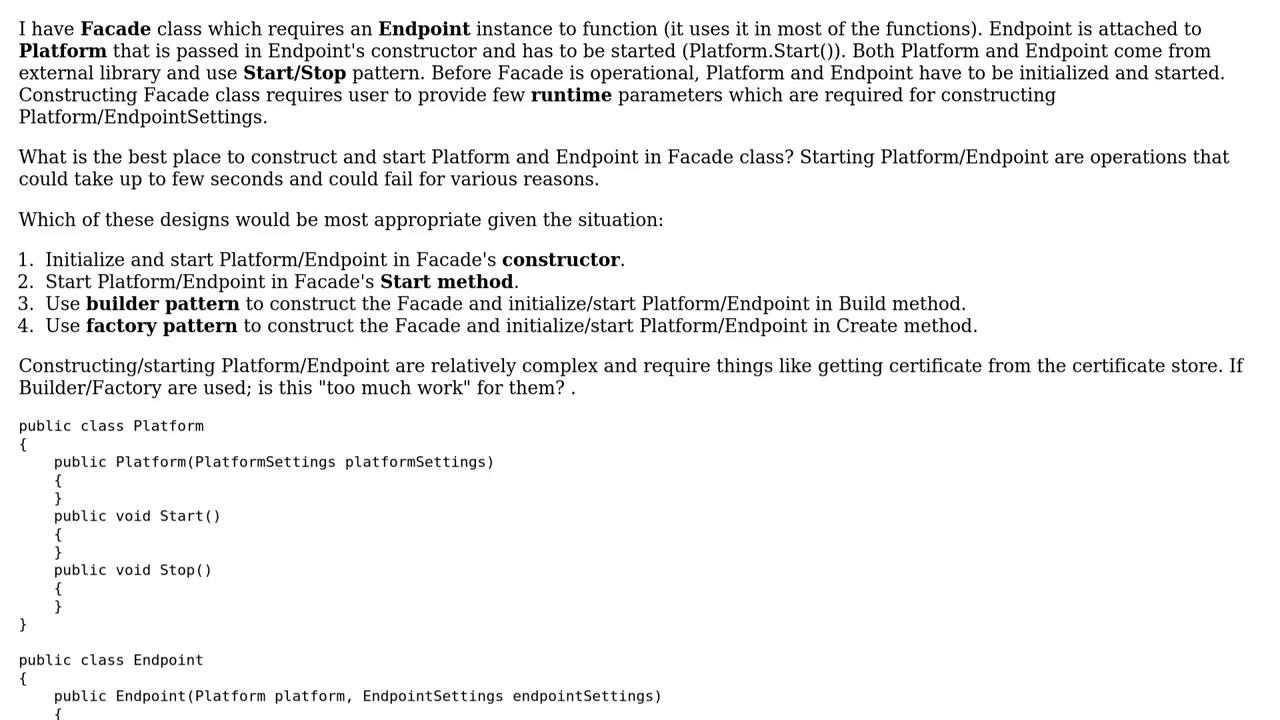 I have Facade class which requires an Endpoint instance to function (it uses it in most of the functions). Endpoint is attached to
Platform that is passed in Endpoint's constructor and has to be started (Platform.Start()). Both Platform and Endpoint come from
external library and use Start/Stop pattern. Before Facade is operational, Platform and Endpoint have to be initialized and started.
Constructing Facade class requires user to provide few runtime parameters which are required for constructing
Platform/EndpointSettings.
What is the best place to construct and start Platform and Endpoint in Facade class? Starting Platform/Endpoint are operations that
could take up to few seconds and could fail for various reasons.
Which of these designs would be most appropriate given the situation:
1. Initialize and start Platform/Endpoint in Facade's constructor.
2. Start Platform/Endpoint in Facade's Start method.
3. Use builder pattern to construct the Facade and initialize/start Platform/Endpoint in Build method.
4. Use factory pattern to construct the Facade and initialize/start Platform/Endpoint in Create method.
Constructing/starting Platform/Endpoint are relatively complex and require things like getting certificate from the certificate store. If
Builder/Factory are used; is this "too much work" for them? .
public class Platform
{
    public Platform(PlatformSettings platformSettings)
    {
    }
    public void Start()
    {
    }
    public void Stop()
    {
    }
}
public class Endpoint
{
    public Endpoint(Platform platform, EndpointSettings endpointSettings)
    {